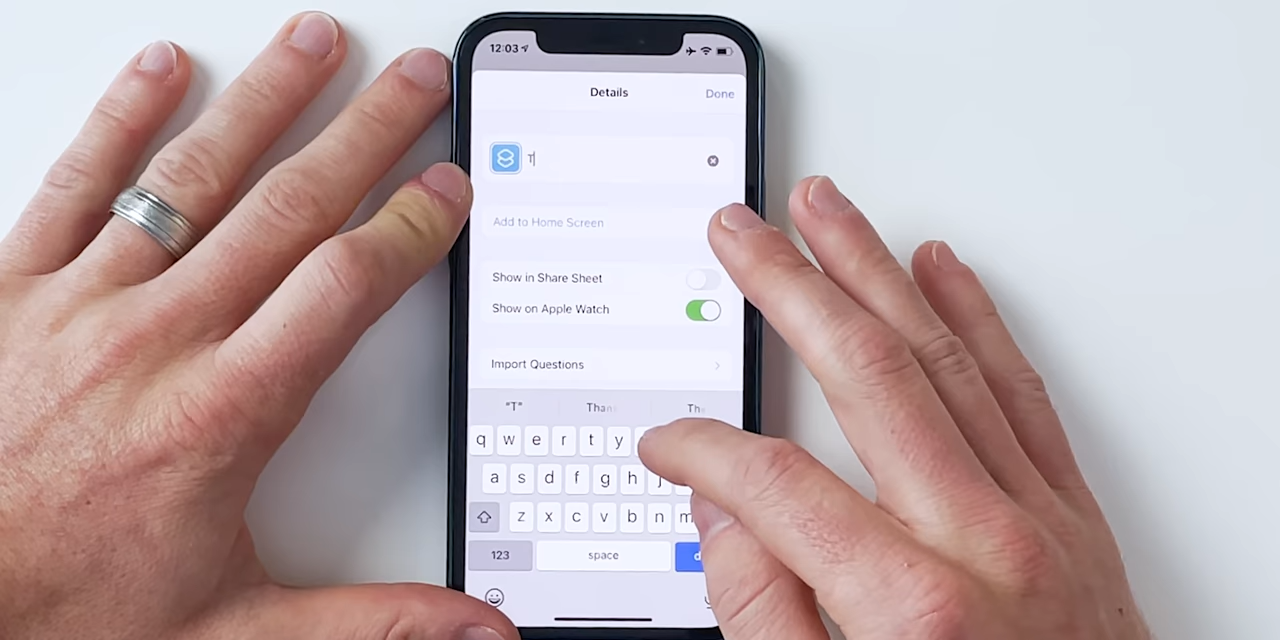 12:03
Details
Done
T
Add to Home Screen
Show in Share Sheet
Show on Apple Watch
Import Questions
"T"
q w e r t y
a s d f g h j
z x c v b n m
123
space